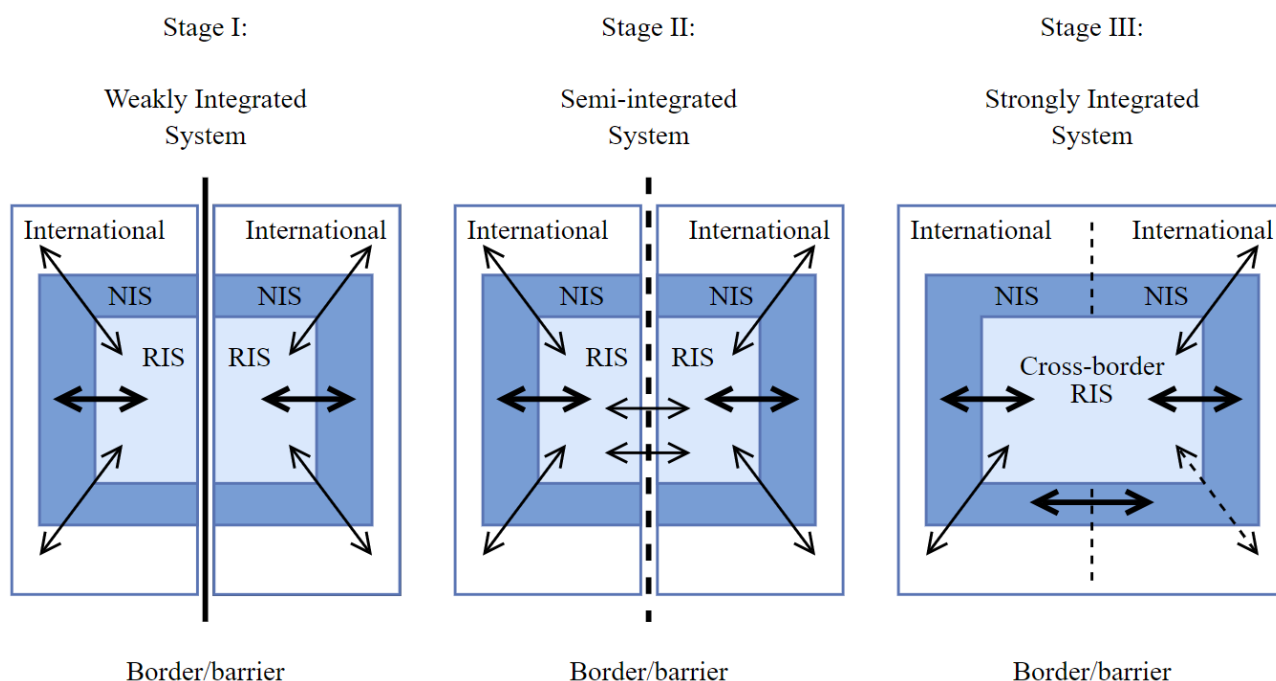 Stage I:
Weakly Integrated
System
International
International
NIS
NIS
RIS
RIS
Border/barrier
Stage II:
Semi-integrated
System
International
International
NIS
NIS
RIS
RIS
Border/barrier
Stage III:
Strongly Integrated
System
International
International
NIS
NIS
Cross-border
RIS
Border/barrier